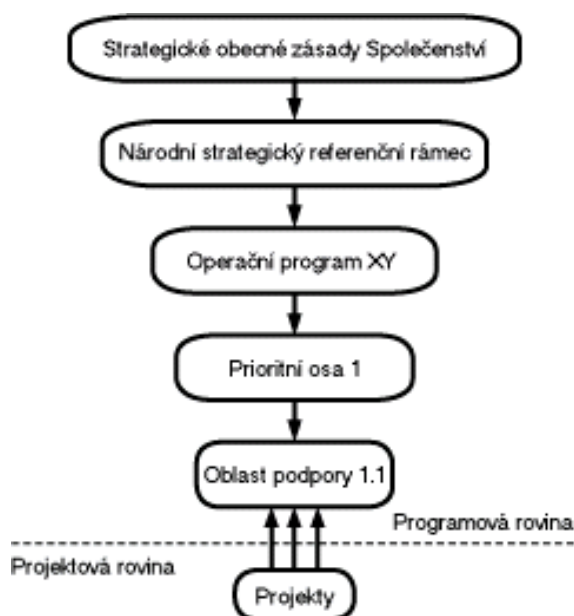 Strategické obecné zásady Společenství
Národní strategický referenční rámec
Operační program XY
Prioritní osa 1
Oblast podpory 1.1
Programová rovina
Projektová rovina
Projekty